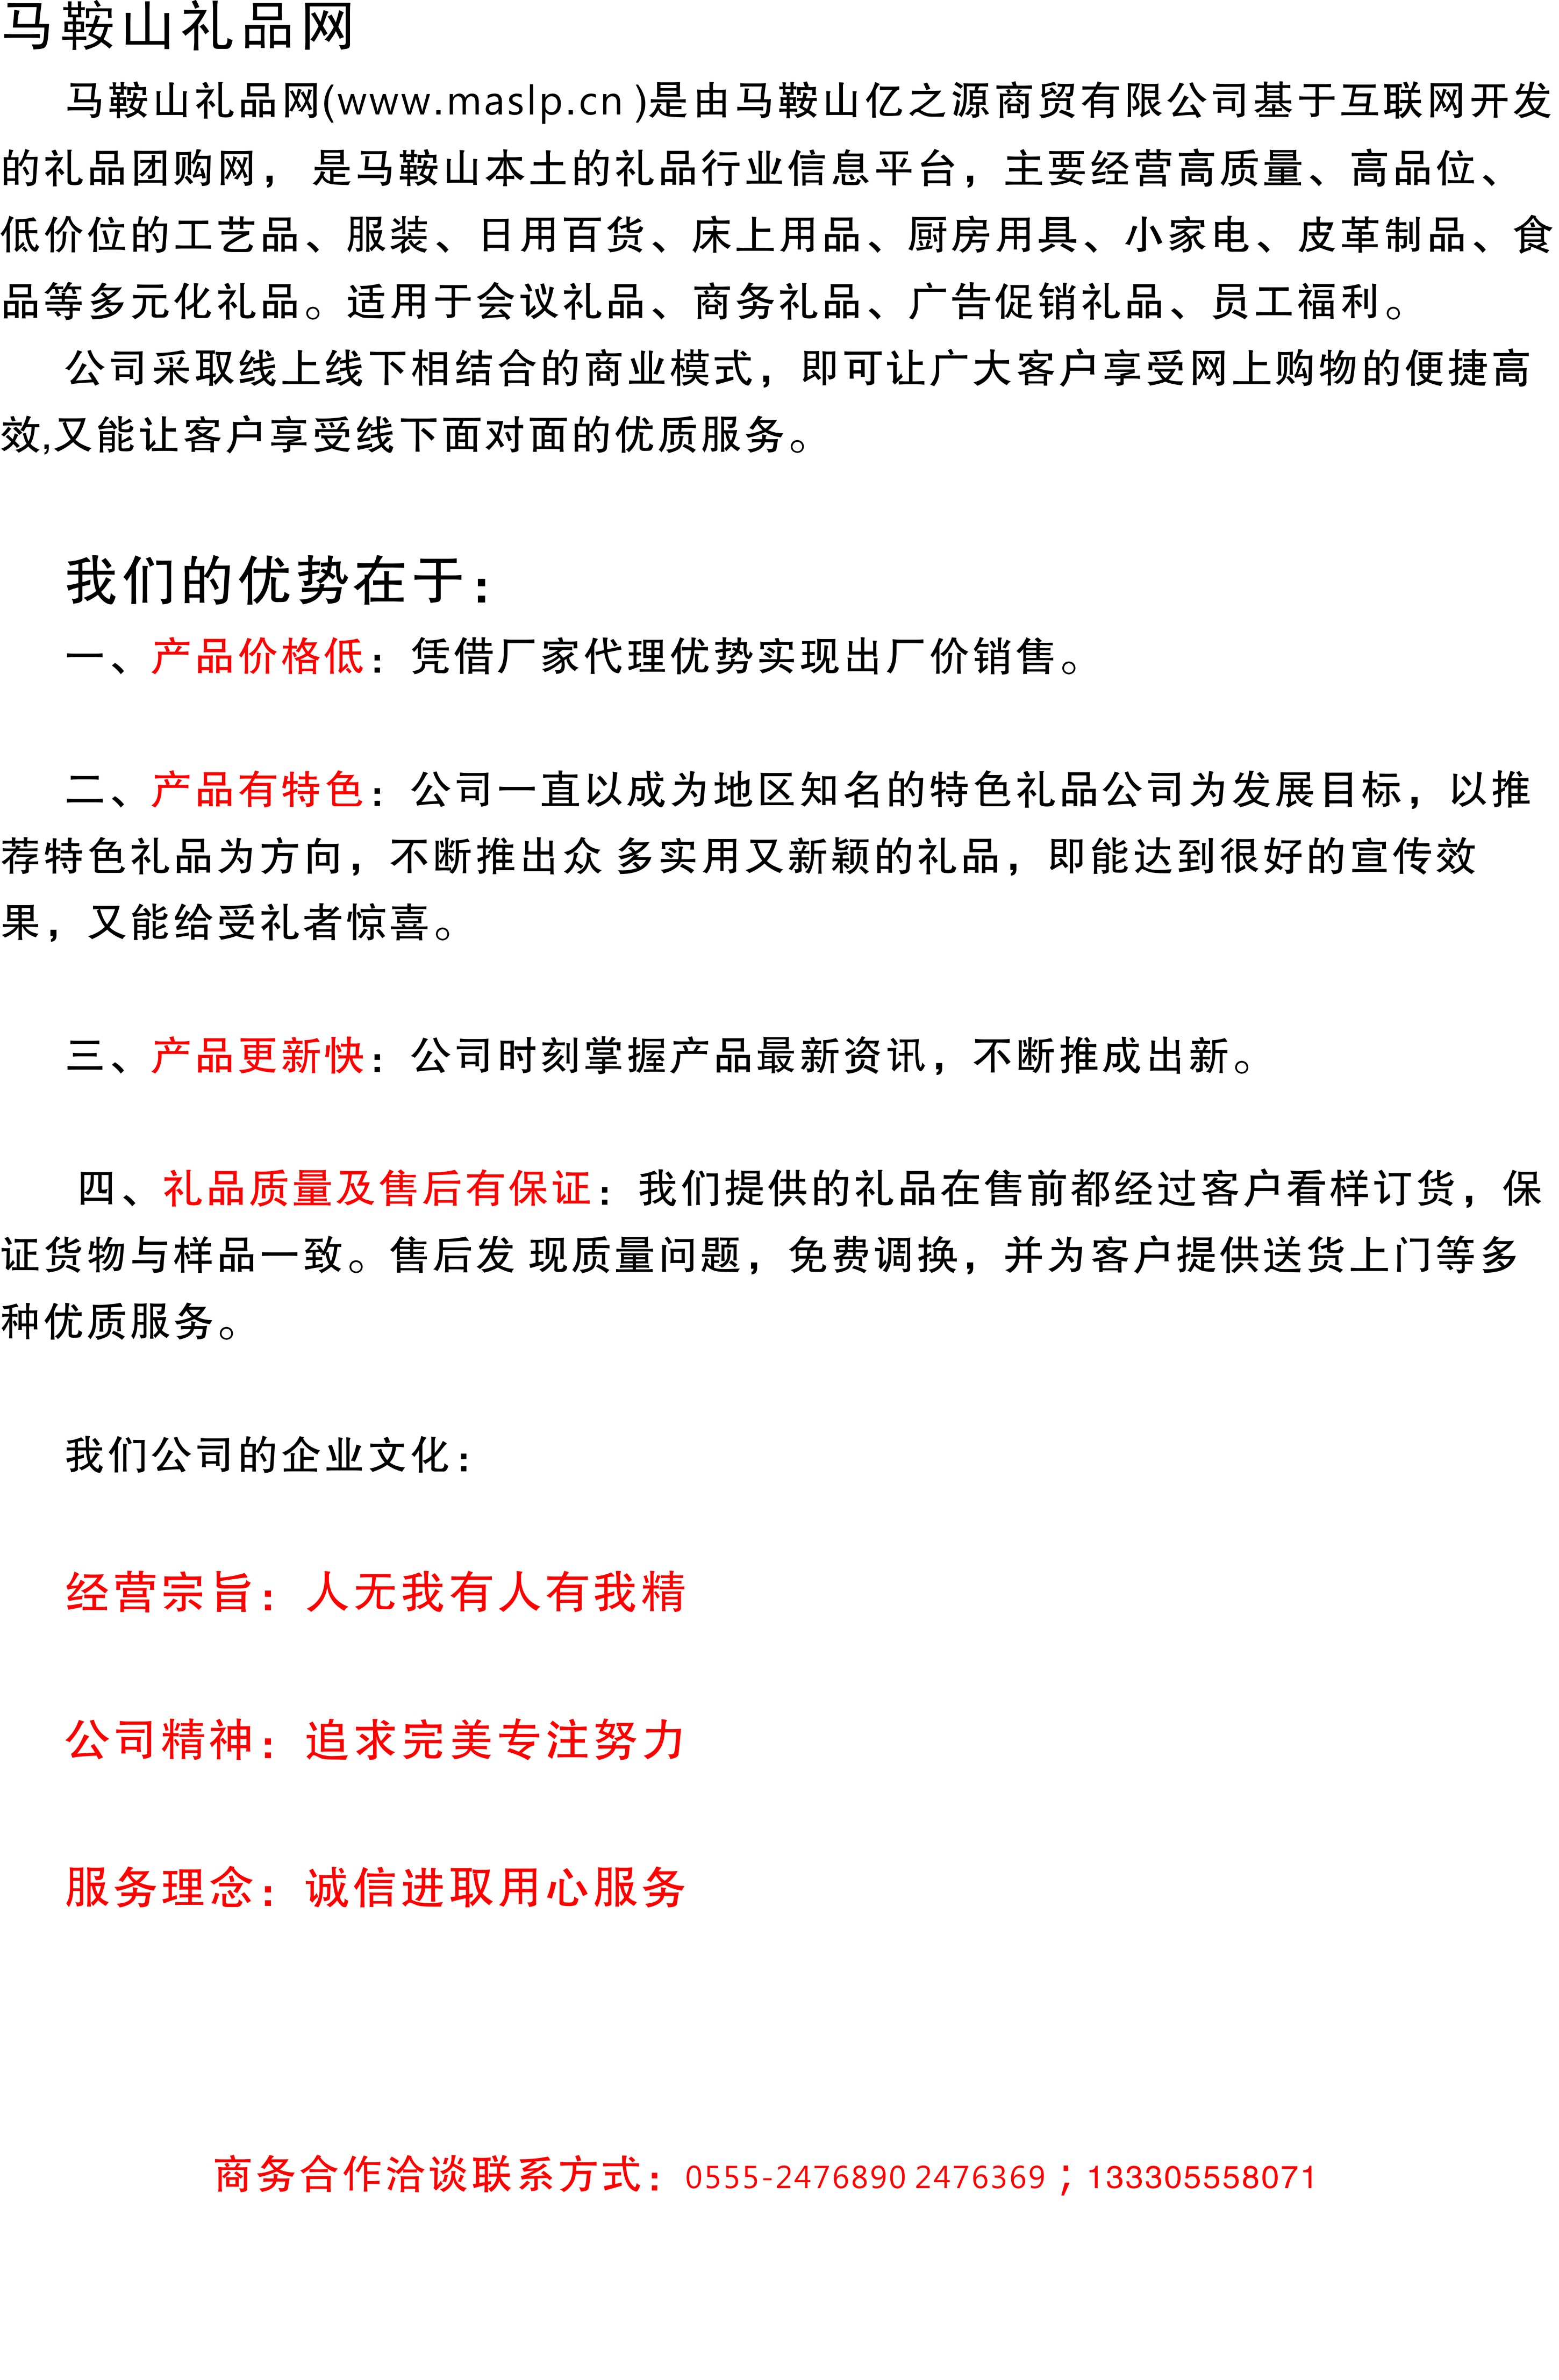 马鞍山礼品网
马鞍山礼品网(www.maslp.cn )是由马鞍山亿之源商贸有限公司基于互联网开发
的礼品团购网， 是马鞍山本土的礼品行业信息平台，主要经营高质量、高品位、
低价位的工艺品、服装、日用百货、床上用品、厨房用具、小家电、皮革制品、食
品等多元化礼品。适用于会议礼品、商务礼品、广告促销礼品、员工福利。
公司采取线上线下相结合的商业模式，即可让广大客户享受网上购物的便捷高
效,又能让客户享受线下面对面的优质服务。
我们的优势在于：
一、产品价格低：凭借厂家代理优势实现出厂价销售。
二、产品有特色：公司一直以成为地区知名的特色礼品公司为发展目标，以推
荐特色礼品为方向，不断推出众 多实用又新颖的礼品，即能达到很好的宣传效
果，又能给受礼者惊喜。
三、产品更新快：公司时刻掌握产品最新资讯，不断推成出新。
四、礼品质量及售后有保证：我们提供的礼品在售前都经过客户看样订货，保
证货物与样品一致。售后发 现质量问题，免费调换，并为客户提供送货上门等多
种优质服务。
我们公司的企业文化：
经营宗旨：人无我有人有我精
公司精神：追求完美专注努力
服务理念：诚信进取用心服务
商务合作洽谈联系方式：0555-2476890 2476369；133305558071